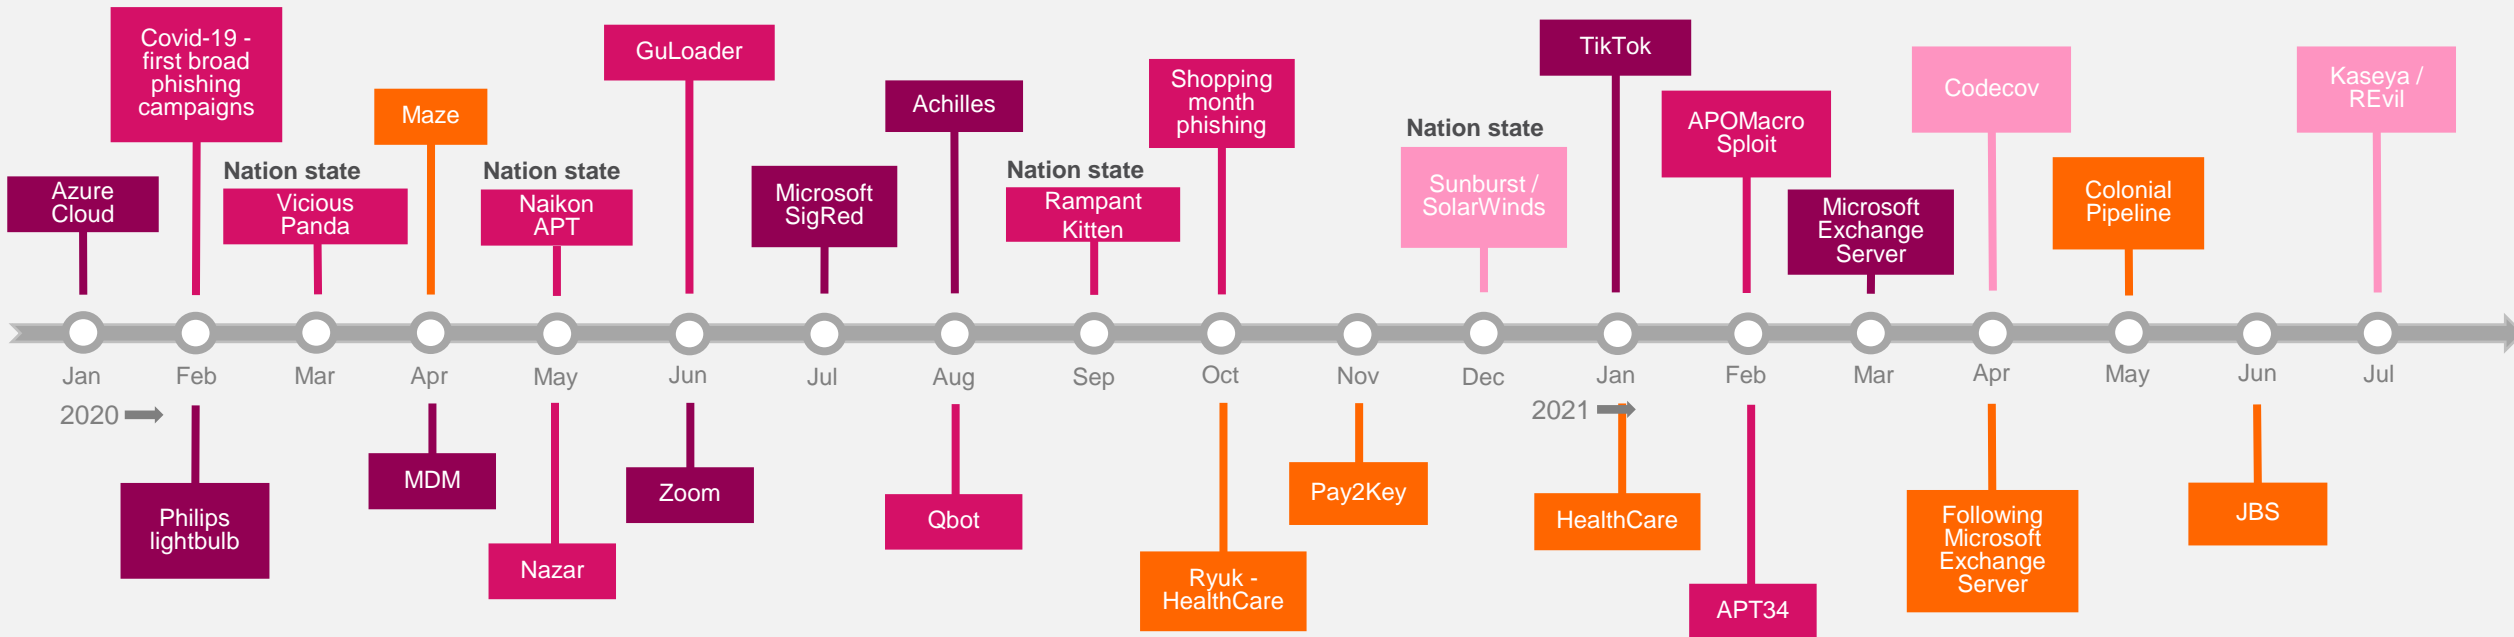 Covid-19 -
first broad
phishing
campaigns
GuLoader
TikTok
Maze
Achilles
Shopping
month
phishing
Nation state
APOMacro
Sploit
Codecov
Kaseya /
REvil
Azure
Cloud
Nation state
Vicious
Panda
Nation state
Naikon
APT
Microsoft
SigRed
Nation state
Rampant
Kitten
Sunburst /
SolarWinds
Microsoft
Exchange
Server
Colonial
Pipeline
Jan
Feb
Mar
Apr
May
Jun
Jul
Aug
Sep
Oct
Nov
Dec
Jan
Feb
Mar
Apr
May
Jun
Jul
2020
2021
Philips
lightbulb
MDM
Nazar
Zoom
Qbot
Ryuk -
HealthCare
Pay2Key
HealthCare
APT34
Following
Microsoft
Exchange
Server
JBS